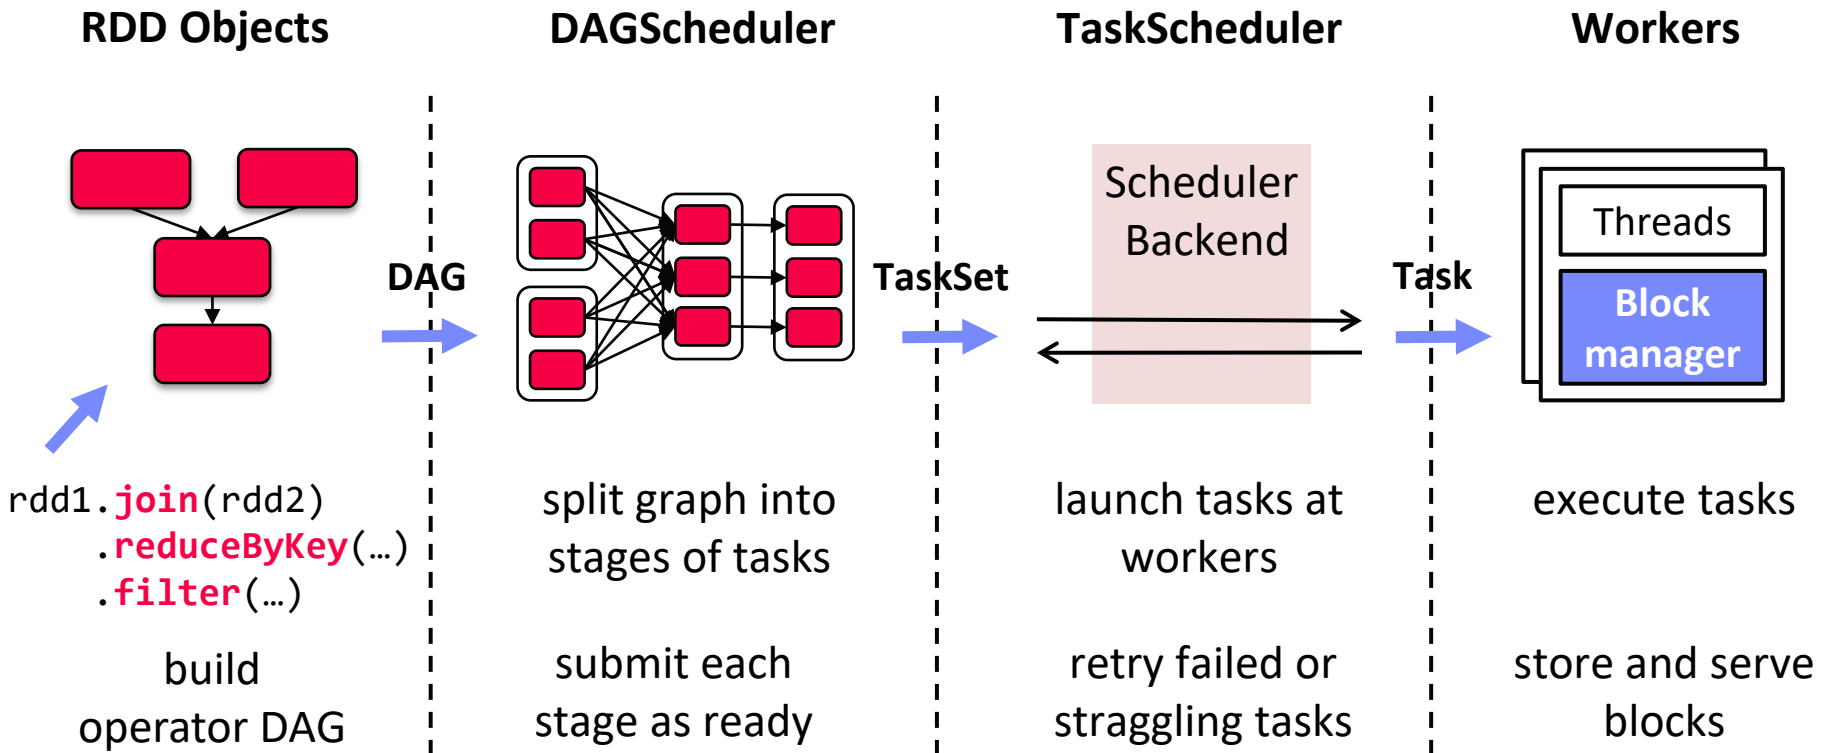 RDD Objects
DAGScheduler
TaskScheduler
Workers
DAG
TaskSet
Scheduler
Backend
Task
Threads
Block
manager
rdd1.join(rdd2)
.reduceByKey(…)
.filter(…)
build
operator DAG
split graph into
stages of tasks
submit each
stage as ready
launch tasks at
workers
retry failed or
straggling tasks
execute tasks
store and serve
blocks